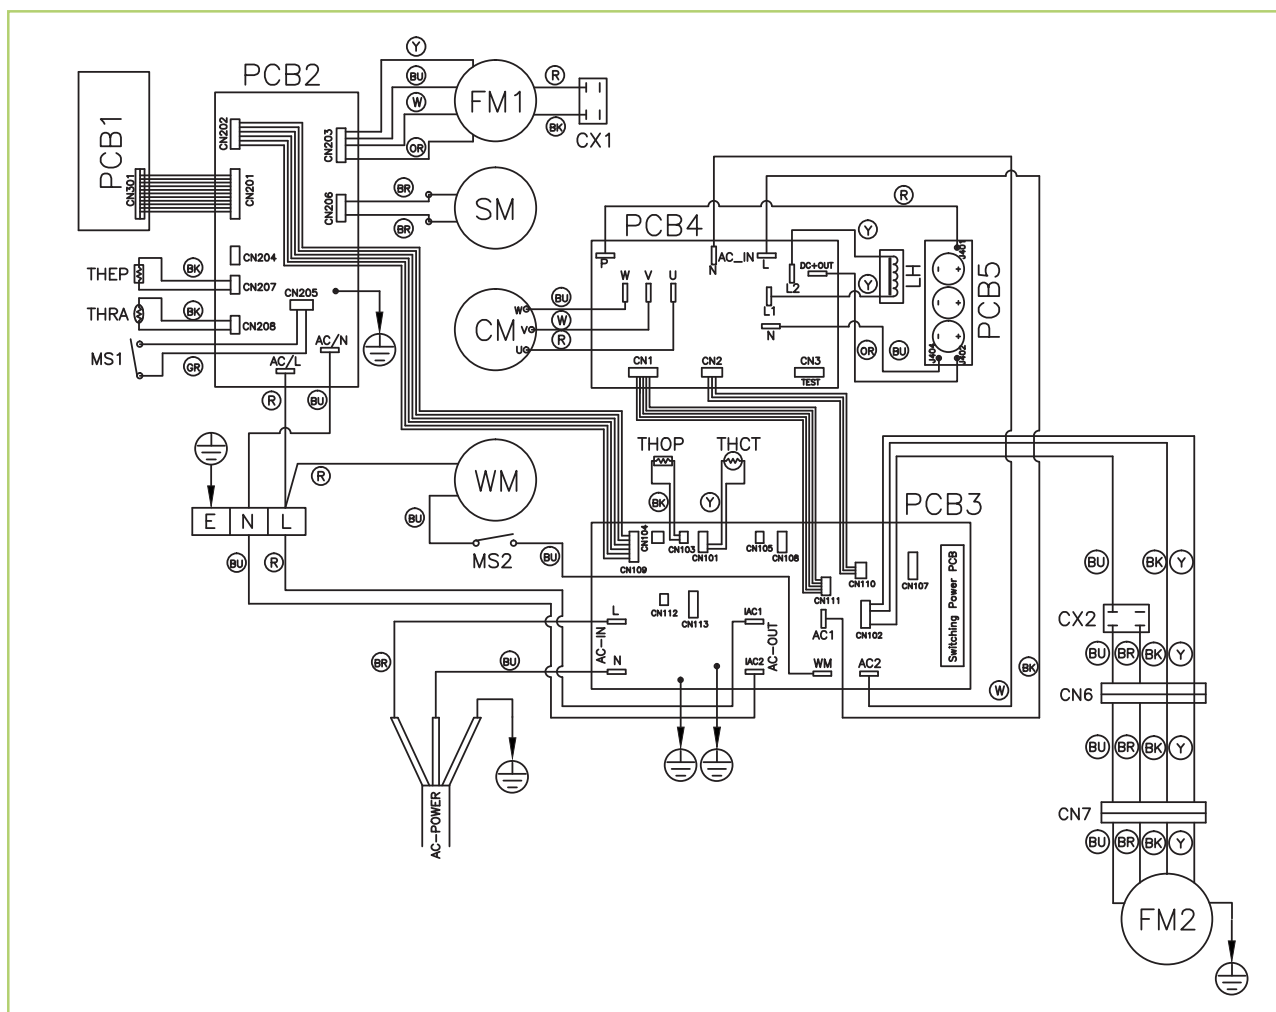 Y
PCB2
BU
FM1
R
W
CN202
CN203
BK
CX1
PCB1
OR
CN301
CN201
BR
SM
CN206
BR
R
PCB4
Y
CN204
AC_IN
THEP
BK
P
N
L
DC+OUT
J401
W
V
U
L2
LH
PCB5
CN207
CN205
BU
Y
THRA
BK
W
L1
CM
V
W
N
CN208
R
MS1
AC/N
U
OR
BU
J404
J402
GR
AC/L
CN1
CN2
CN3
TEST
R
BU
THOP
THCT
R
WM
BK
Y
PCB3
E
N
L
BU
CN104
CN103
CN101
CN105
CN108
BU
R
MS2
BU
CN109
CN110
CN107
Switching Power PCB
BU
BK
Y
CN112
CN113
CN111
L
IAC1
AC1
CN102
CX2
AC-IN
AC-OUT
BR
BU
N
IAC2
WM
AC2
BK
BU
BR
BK
Y
W
CN6
BU
BR
BK
Y
AC-POWER
CN7
BU
BR
BK
Y
FM2